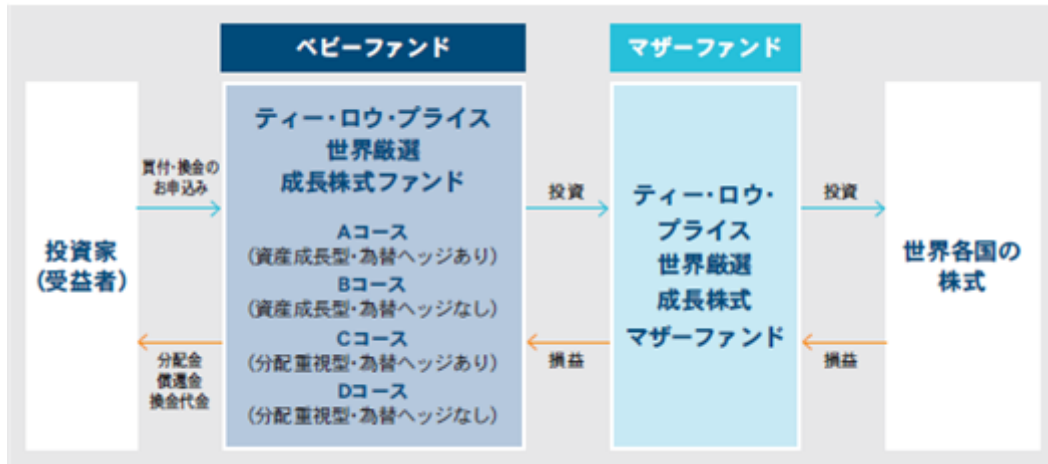 ベビーファンド
マザーファンド
投資家
(受益者)
買付・換金の
お申込み
分配金
償還金
換金代金
ティー・ロウ・プライス
世界厳選
成長株式ファンド
Aコース
(資産成長型・為替ヘッジあり)
Bコース
(資産成長型・為替ヘッジなし)
Cコース
(分配重視型・為替ヘッジあり)
Dコース
(分配重視型・為替ヘッジなし)
投資
損益
ティー・ロウ・
プライス
世界厳選
成長株式
マザーファンド
投資
損益
世界各国の
株式